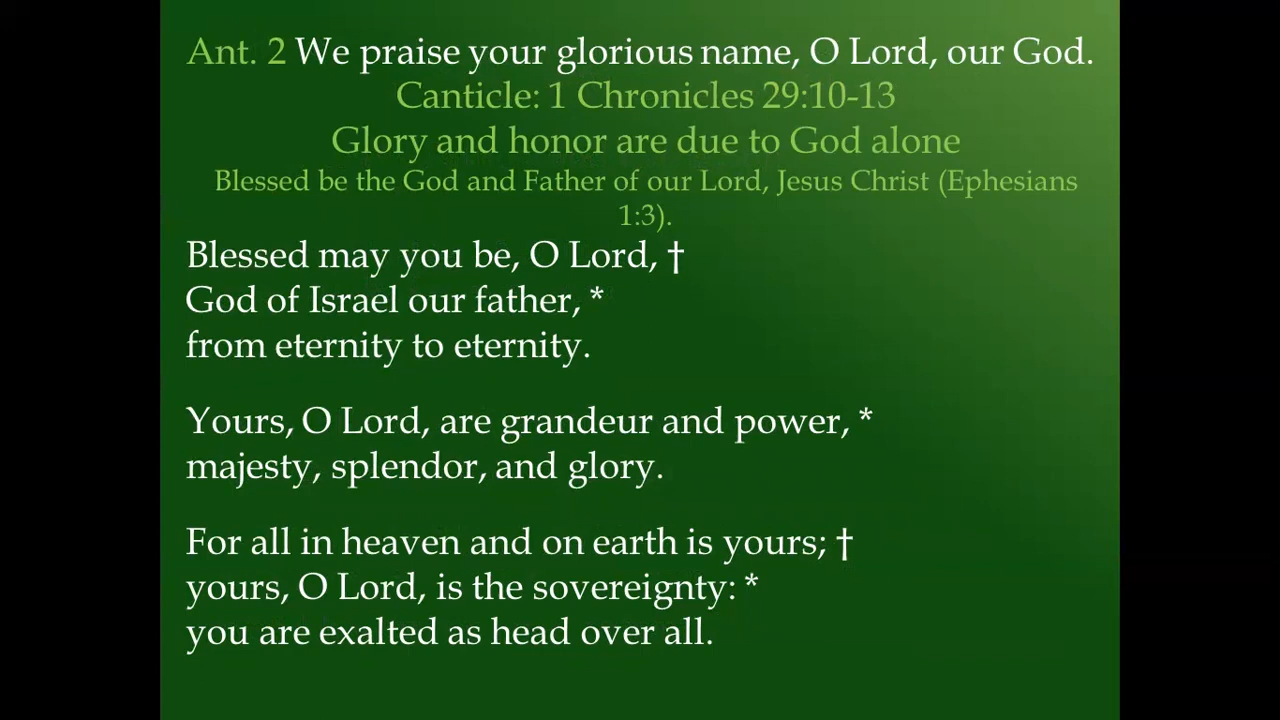 Ant. 2 We praise your glorious name, O Lord, our God.
Canticle: 1 Chronicles 29:10-13
Glory and honor are due to God alone
Blessed be the God and Father of our Lord, Jesus Christ (Ephesians
1:3).
Blessed may you be, O Lord, †
God of Israel our father, *
from eternity to eternity.
Yours, O Lord, are grandeur and power, *
majesty, splendor, and glory.
For all in heaven and on earth is yours; †
yours, O Lord, is the sovereignty: *
you are exalted as head over all.